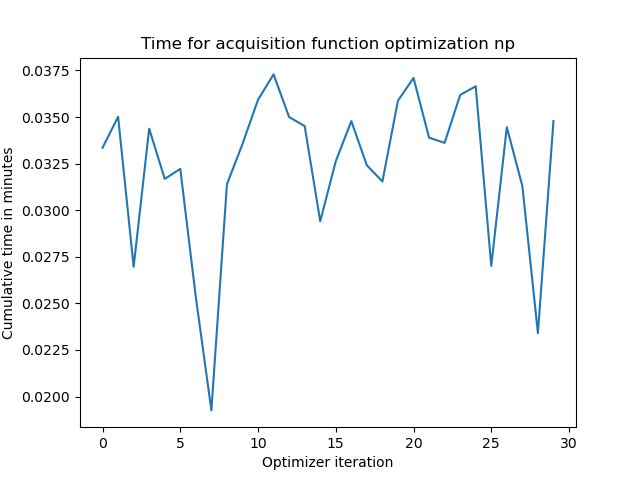 Time for acquisition function optimization np
0.0375
0.0350
0.0325
0.0300
0.0275
0.0250
0.0225
0.0200
Cumulative time in minutes
0 5 10 15 20 25 30
Optimizer iteration